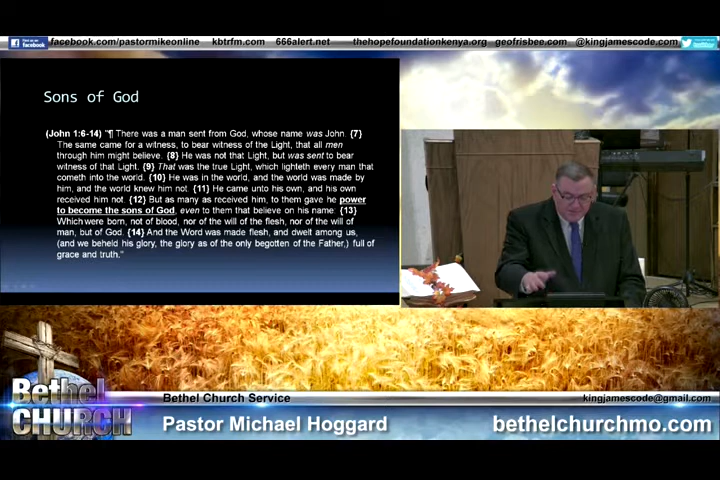 Find us on
facebook
facebook.com/pastormikeonline kbtrfm.com 666alert.net thehopefoundationkenya.org geofrisbee.com @kingjamescode.com
twitter
Sons of God
(John 1:6-14) "¶ There was a man sent from God, whose name was John. {7}
The same came for a witness, to bear witness of the Light, that all men
through him might believe. {8} He was not that Light, but was sent to bear
witness of that Light. {9} That was the true Light, which lighteth every man that
cometh into the world. {10} He was in the world, and the world was made by
him, and the world knew him not. {11} He came unto his own, and his own
received him not. {12} But as many as received him, to them gave he power
to become the sons of God, even to them that believe on his name: {13}
Which were born, not of blood, nor of the will of the flesh, nor of the will of
man, but of God. {14} And the Word was made flesh, and dwelt among us,
(and we beheld his glory, the glory as of the only begotten of the Father,) full of
grace and truth."
Bethel
CHURCH
Bethel Church Service
kingjamescode@gmail.com
Pastor Michael Hoggard
bethelchurchmo.com